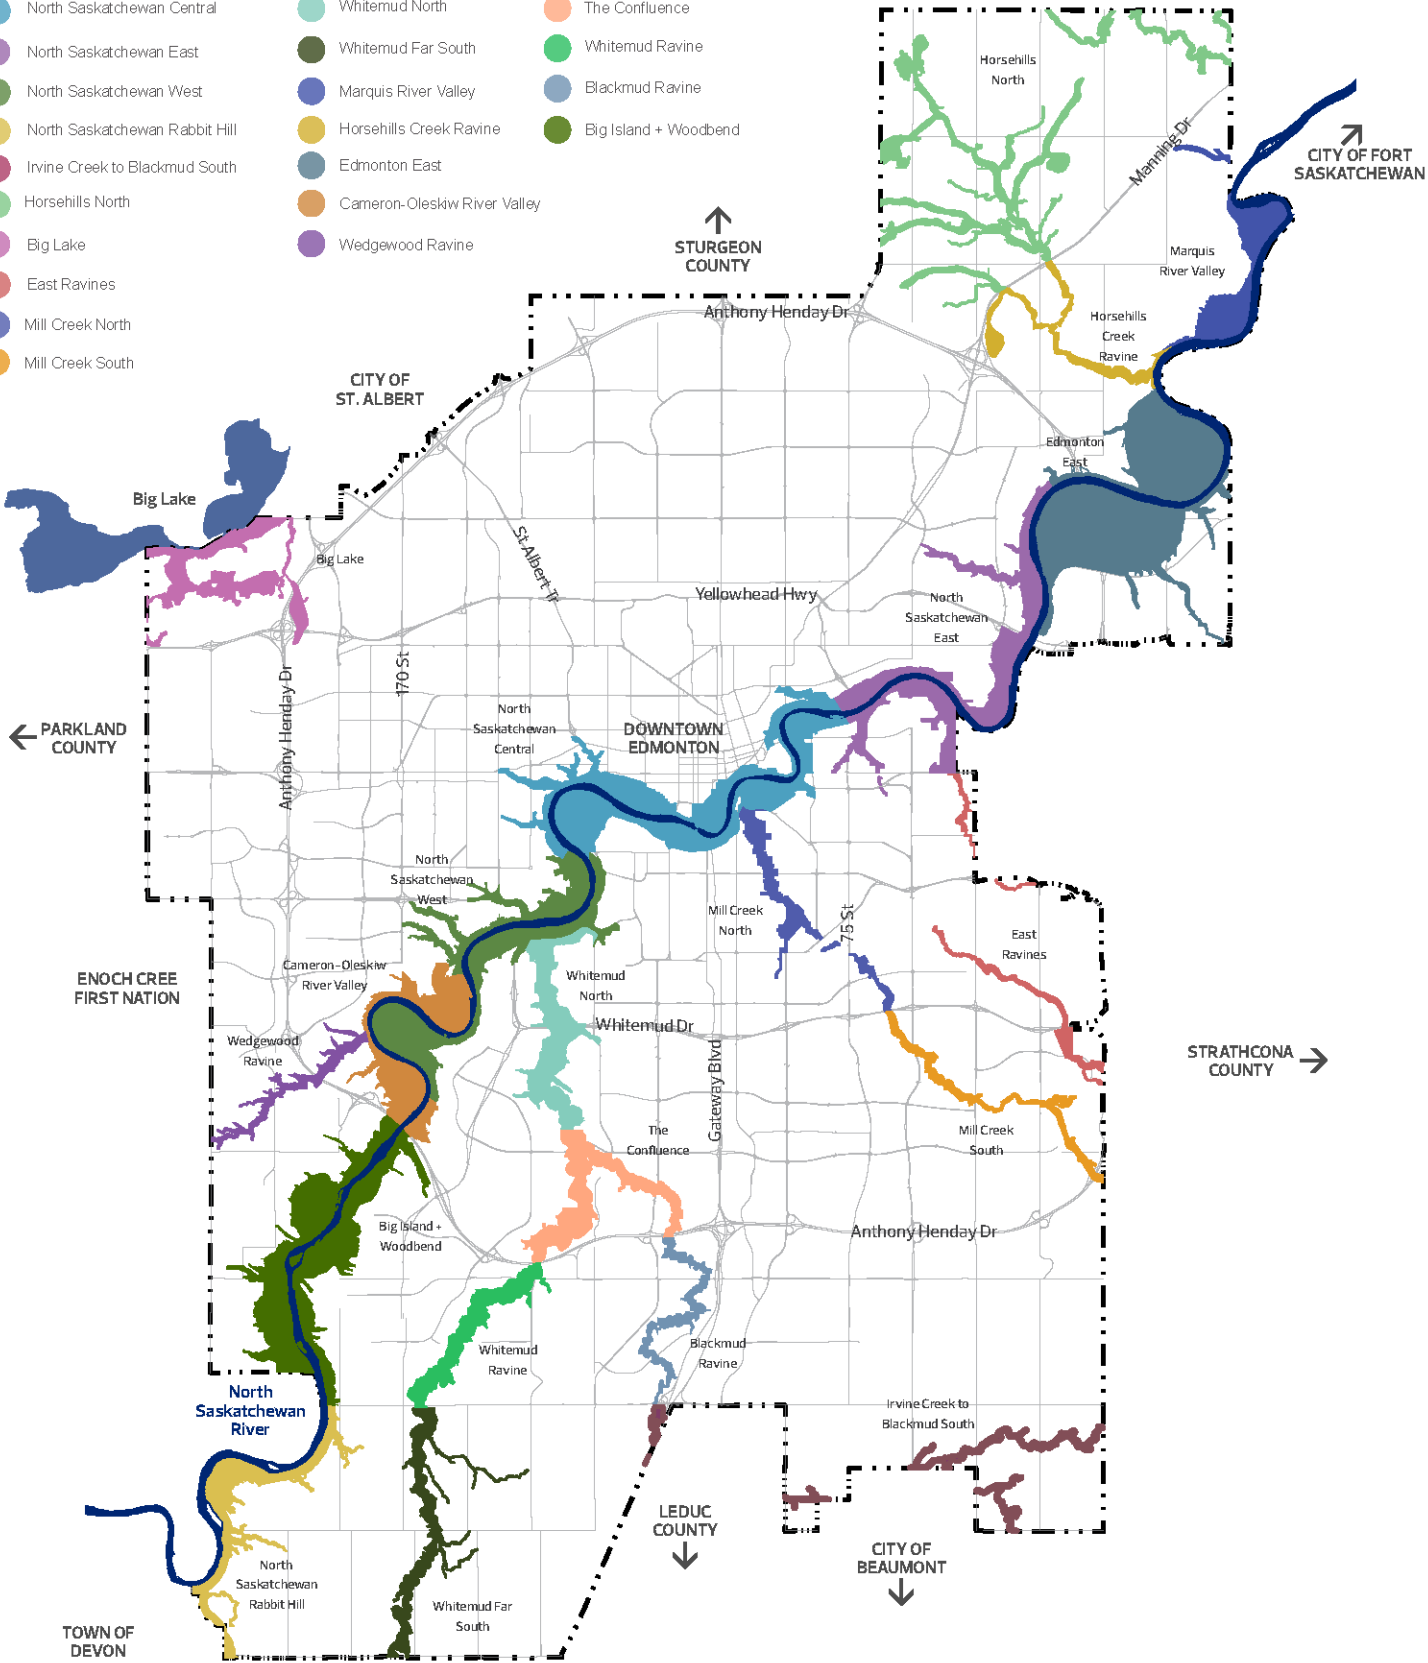 North Saskatchewan Central
North Saskatchewan East
North Saskatchewan West
North Saskatchewan Rabbit Hill
Irvine Creek to Blackmud South
Horsehills North
Big Lake
East Ravines
Mill Creek North
Mill Creek South
Whitemud North
Whitemud Far South
Marquis River Valley
Horsehills Creek Ravine
Edmonton East
Cameron-Oleskiw River Valley
Wedgewood Ravine
The Confluence
Whitemud Ravine
Blackmud Ravine
Big Island + Woodbend
Horsehills
North
Manning Dr
CITY OF FORT
SASKATCHEWAN
STURGEON
COUNTY
Marquis
River Valley
Anthony Henday Dr
Horsehills
Creek
Ravine
CITY OF
ST. ALBERT
Edmonton
East
Big Lake
Big Lake
St Albert Tr
Yellowhead Hwy
North
Saskatchewan
East
170 St
Anthony Henday Dr
PARKLAND
COUNTY
North
Saskatchewan
Central
DOWNTOWN
EDMONTON
North
Saskatchewan
West
Mill Creek
North
75 St
East
Ravines
ENOCH CREE
FIRST NATION
Cameron-Oleskiw
River Valley
Whitemud
North
Whitemud Dr
Wedgewood
Ravine
Gateway Blvd
STRATHCONA
COUNTY
The
Confluence
Mill Creek
South
Big Island +
Woodbend
Anthony Henday Dr
Whitemud
Ravine
Blackmud
Ravine
North
Saskatchewan
River
Irvine Creek to
Blackmud South
LEDUC
COUNTY
CITY OF
BEAUMONT
North
Saskatchewan
Rabbit Hill
Whitemud Far
South
TOWN OF
DEVON